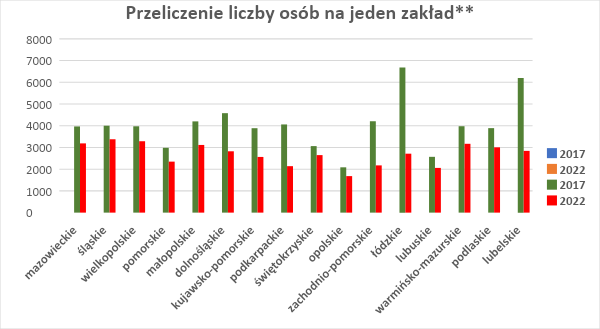 Przeliczenie liczby osób na jeden zakład**
8000
7000
6000
5000
4000
3000
2000
1000
0
2017
2022
2017
2022
mazowieckie
śląskie
wielkopolskie
pomorskie
małopolskie
dolnośląskie
kujawsko-pomorskie
podkarpackie
świętokrzyskie
opolskie
zachodnio-pomorskie
łódzkie
lubuskie
warmińsko-mazurskie
podlaskie
lubelskie